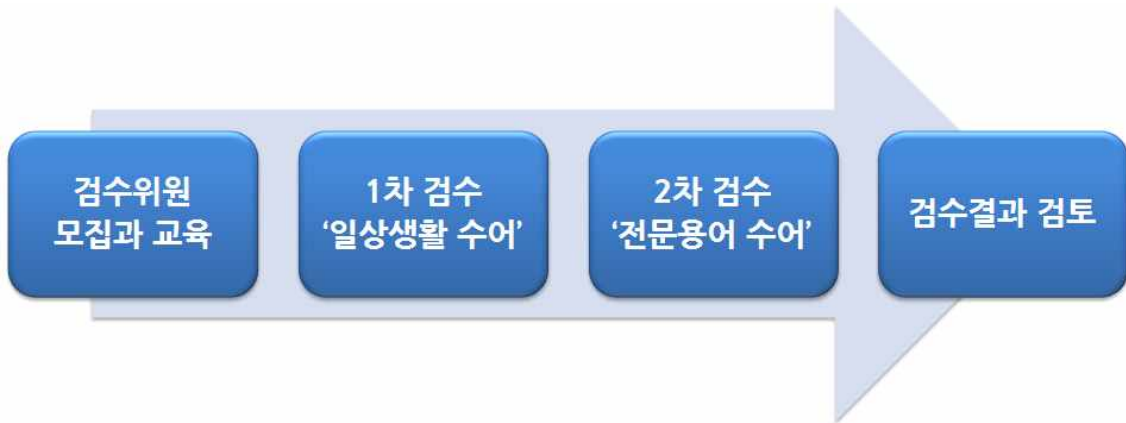 검수위원
모집과 교육
1차 검수
‘일상생활 수어’
2차 검수
‘전문용어 수어’
검수결과 검토